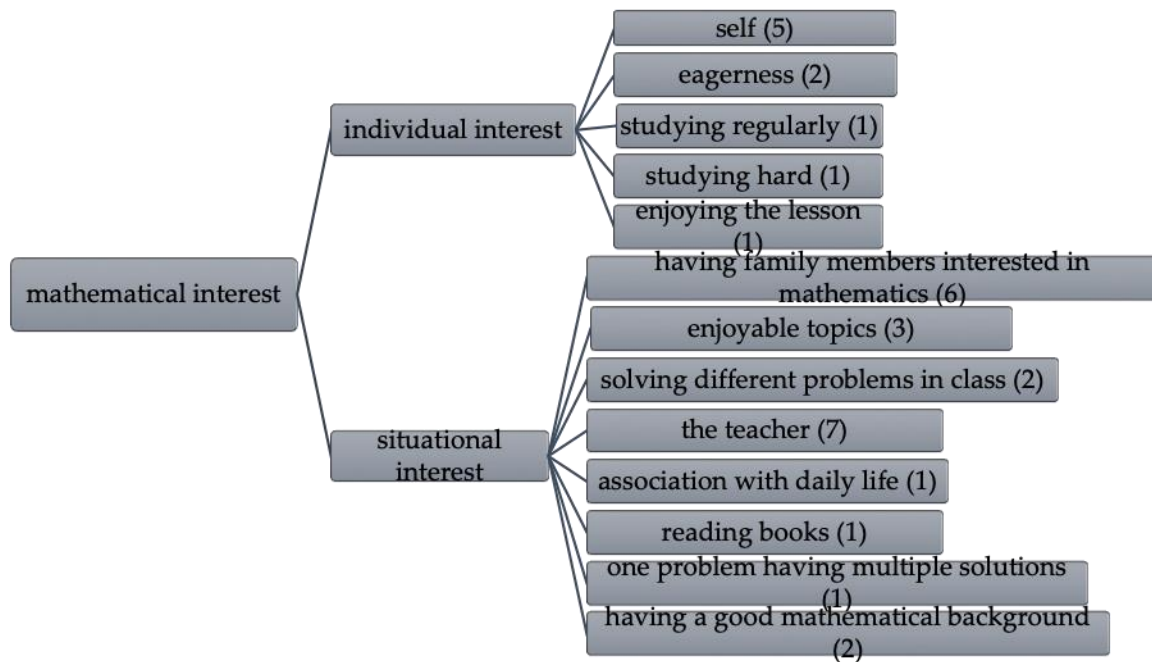 mathematical interest
individual interest
self (5)
eagerness (2)
studying regularly (1)
studying hard (1)
enjoying the lesson
(1)
situational
interest
having family members interested in
mathematics (6)
enjoyable topics (3)
solving different problems in class (2)
the teacher (7)
association with daily life (1)
reading books (1)
one problem having multiple solutions
(1)
having a good mathematical background
(2)